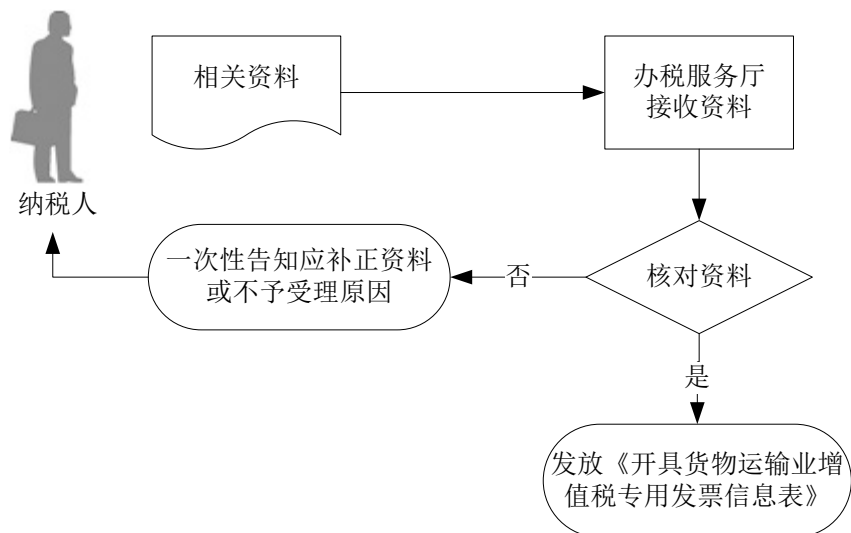 相关资料
办税服务厅
接收资料
纳税人
一次性告知应补正资料
或不予受理原因
否
核对资料
是
发放《开具货物运输业增
值税专用发票信息表》